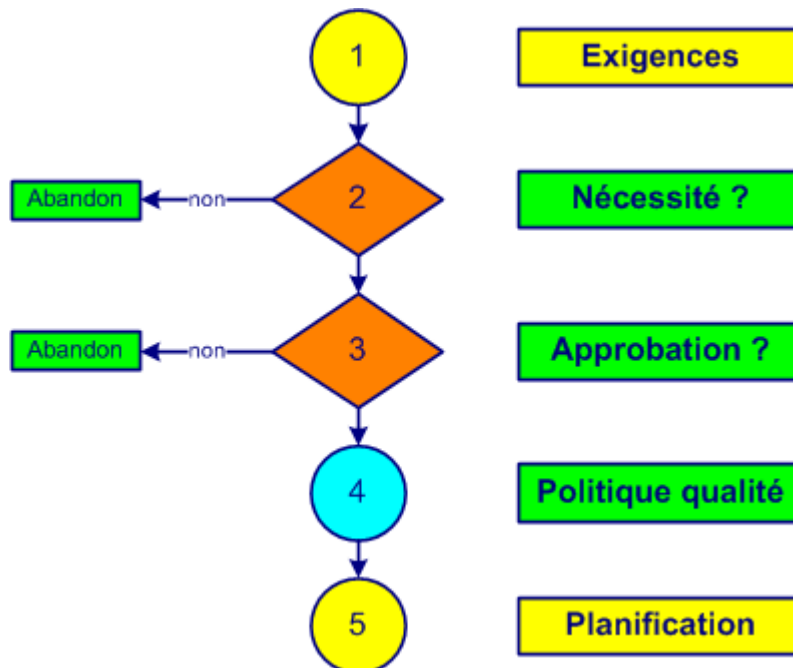 1
Exigences
Abandon
non
2
Nécessité ?
Abandon
non
3
Approbation ?
4
Politique qualité
5
Planification